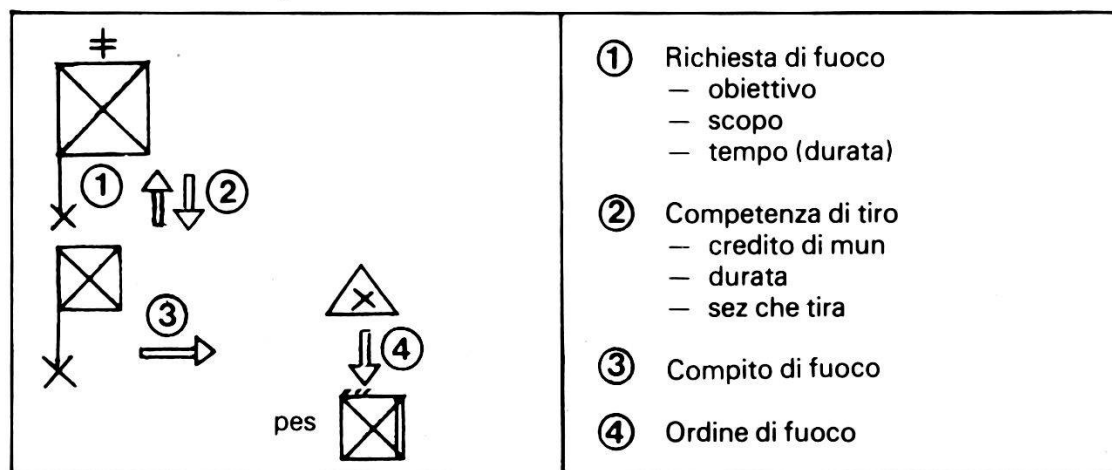 ① Richiesta di fuoco
— obiettivo
— scopo
— tempo (durata)
② Competenza di tiro
— credito di mun
— durata
— sez che tira
③ Compito di fuoco
④ Ordine di fuoco
① ②
③
④
pes